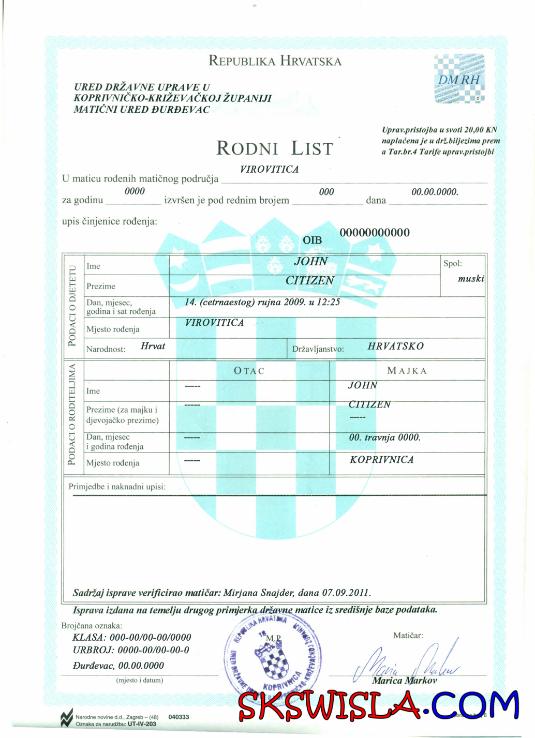 REPUBLIKA HRVATSKA
DM RH
URED DRŽAVNE UPRAVE U
KOPRIVNIČKO-KRIŽEVAČKOJ ŽUPANIJI
MATIČNI URED ĐURĐEVAC
Uprav.pristojba u svoti 20,00 KN
naplaćena je u drž.biljezima prem
a Tar.br.4 Tarife uprav.pristojbi
RODNI LIST
VIROVITICA
U maticu rođenih matičnog područja
0000 000 00.00.0000.
za godinu izvršen je pod rednim brojem dana
upis činjenice rođenja:
OIB 00000000000
PODACI O DJETETU
Ime JOHN Spol:
Prezime CITIZEN muski
Dan, mjesec, 14. (cetrnaestog) rujna 2009. u 12:25
godina i sat rođenja
Mjesto rođenja VIROVITICA
Narodnost: Hrvat Državljanstvo: HRVATSKO
PODACI O RODITELJIMA
OTAC MAJKA
Ime ----- JOHN
Prezime (za majku i ----- CITIZEN
djevojačko prezime) -----
Dan, mjesec ----- 00. travnja 0000.
i godina rođenja
Mjesto rođenja ----- KOPRIVNICA
Primjedbe i naknadni upisi:
Sadržaj isprave verificirao matičar: Mirjana Snajder, dana 07.09.2011.
Isprava izdana na temelju drugog primjerka državne matice iz središnje baze podataka.
Brojčana oznaka:
KLASA: 000-00/00-00/0000 M.P. Matičar:
URBROJ: 0000-00/00-00-0
Đurđevac, 00.00.0000
(mjesto i datum) Marica Markov
REPUBLIKA HRVATSKA
KOPRIVNICA
SKSWISLA.COM
Narodne novine d.d., Zagreb – (48) 040333
Oznaka za narudžbu: UT-IV-203